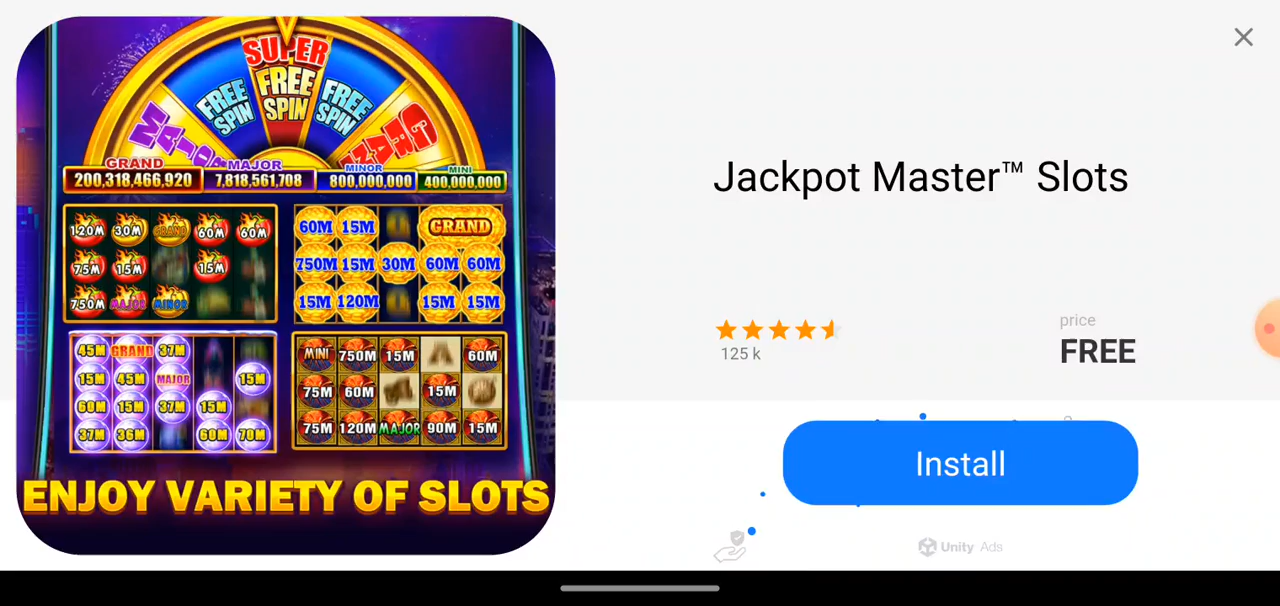 SUPER
FREE SPIN
FREE SPIN
FREE SPIN
MAJOR
GRAND
GRAND
200,318,466,920
MAJOR
7,818,561,708
MINOR
800,000,000
MINI
400,000,000
120M 30M GRAND 60M 60M
75M 15M 15M
750M MAJOR MINOR
60M 15M GRAND
750M 15M 30M 60M 60M
15M 120M 15M 15M
45M GRAND 37M
15M 45M MAJOR 15M
60M 15M 37M 15M
37M 36M 60M 70M
MINI 750M 15M 60M
75M 60M 15M
75M 120M MAJOR 90M 15M
ENJOY VARIETY OF SLOTS
Jackpot Master™ Slots
125 k
price
FREE
Install
Unity Ads